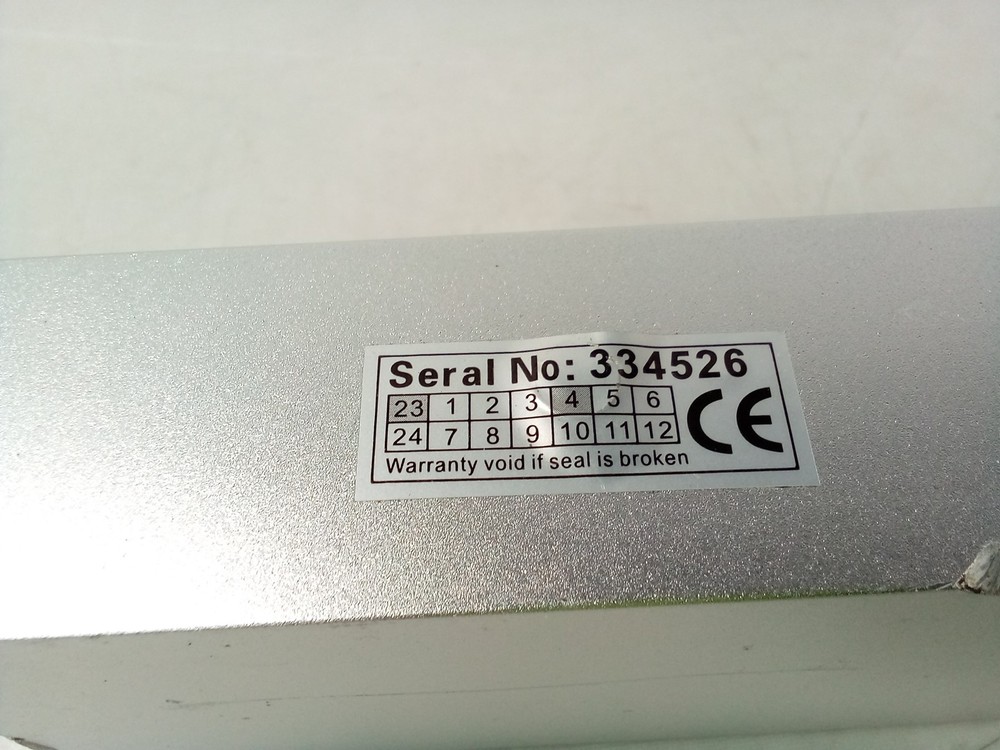 Seral No: 334526
23 1 2 3 4 5 6
24 7 8 9 10 11 12
CE
Warranty void if seal is broken